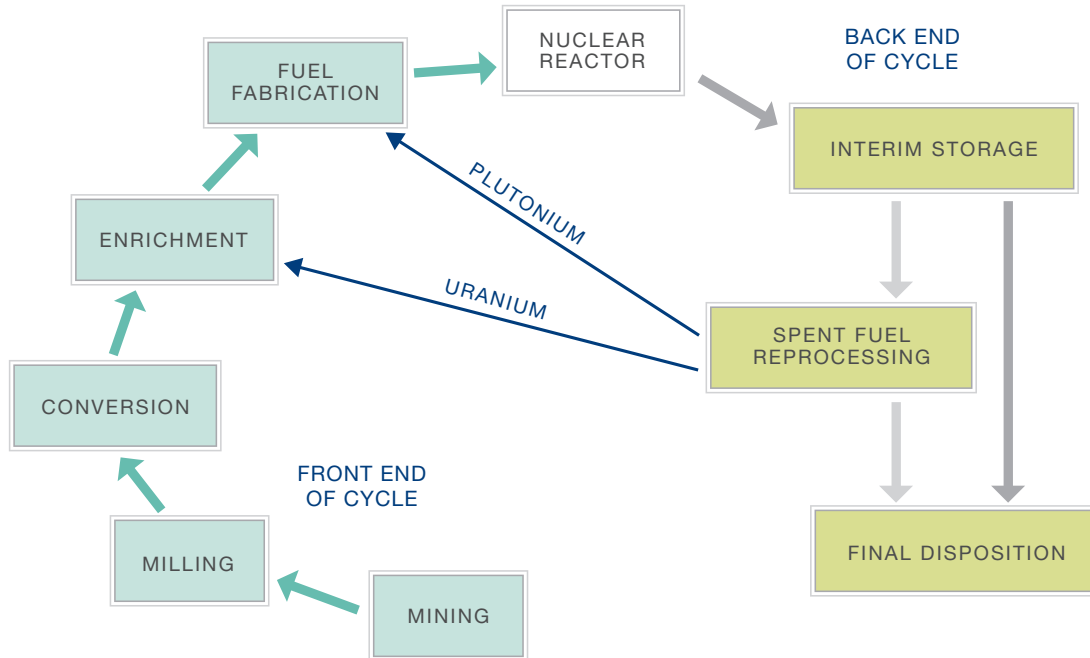 NUCLEAR
REACTOR
BACK END
OF CYCLE
FUEL
FABRICATION
INTERIM STORAGE
PLUTONIUM
ENRICHMENT
URANIUM
SPENT FUEL
REPROCESSING
CONVERSION
FRONT END
OF CYCLE
MILLING
FINAL DISPOSITION
MINING